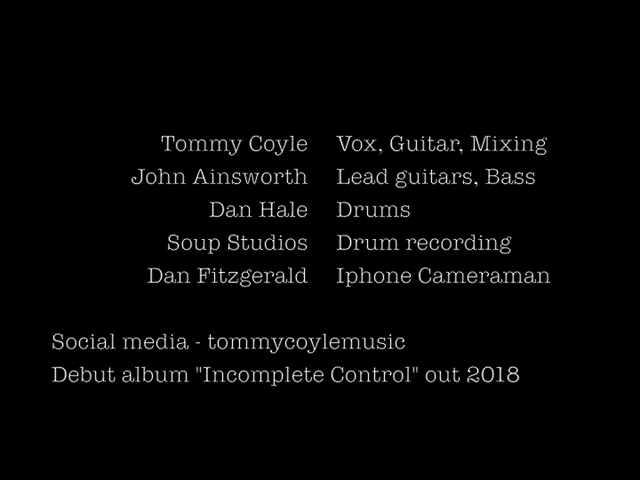 Tommy Coyle Vox, Guitar, Mixing
John Ainsworth Lead guitars, Bass
Dan Hale Drums
Soup Studios Drum recording
Dan Fitzgerald Iphone Cameraman
Social media - tommycoylemusic
Debut album "Incomplete Control" out 2018